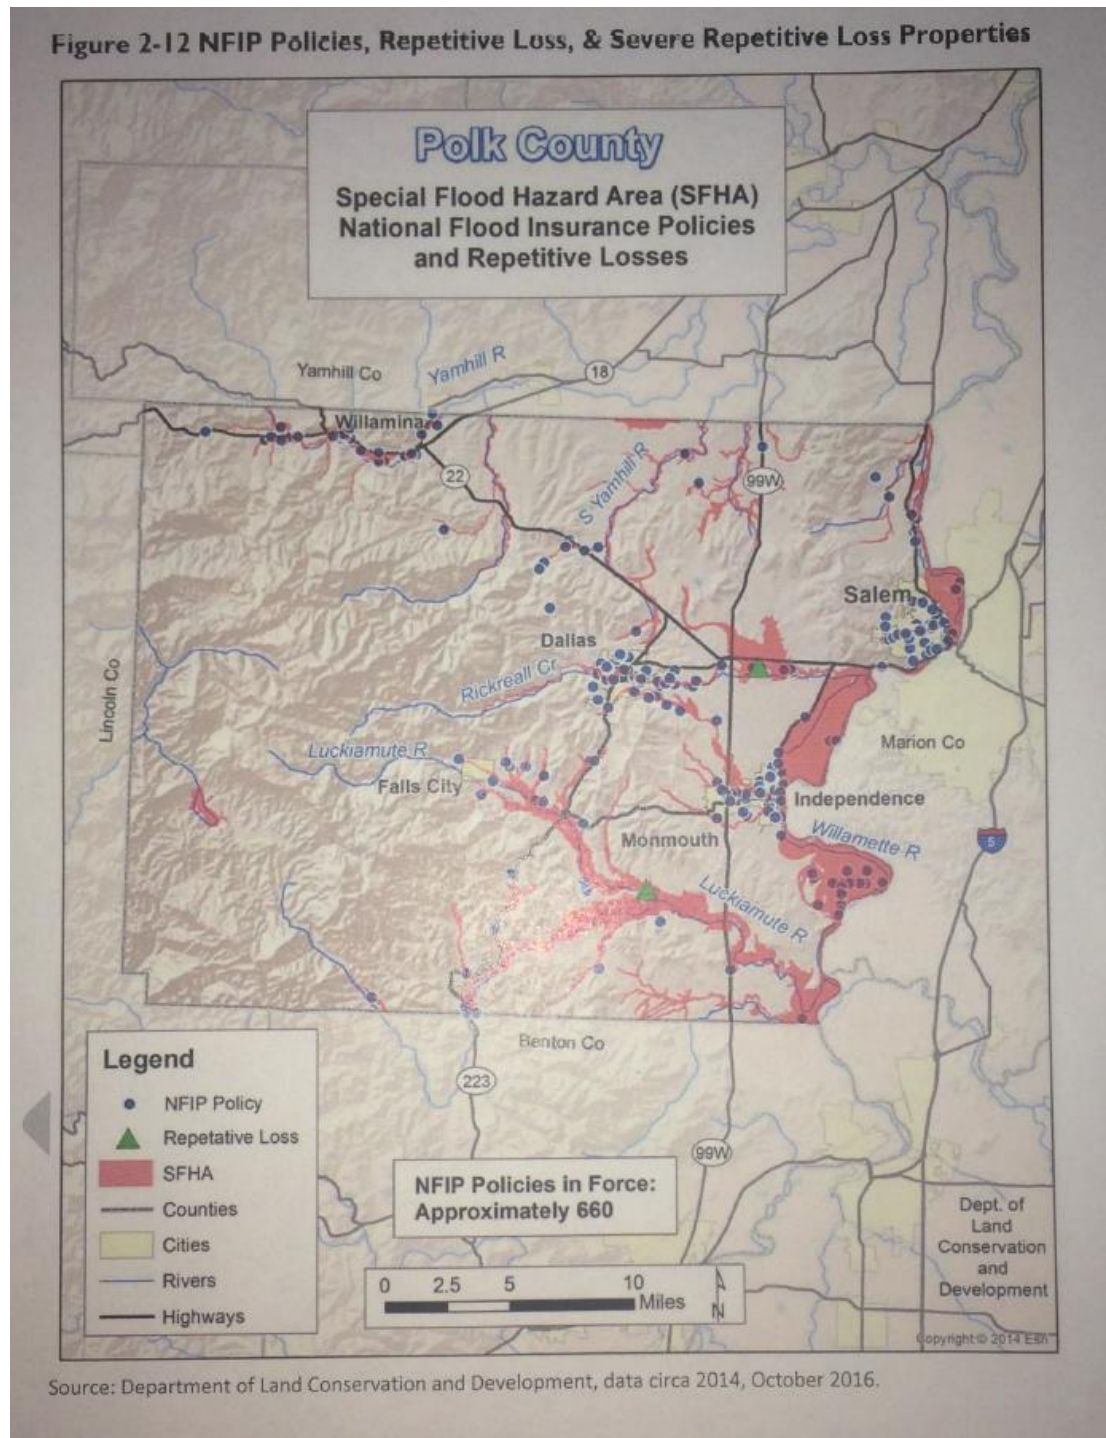 Figure 2-12 NFIP Policies, Repetitive Loss, & Severe Repetitive Loss Properties
Polk County
Special Flood Hazard Area (SFHA)
National Flood Insurance Policies
and Repetitive Losses
Yamhill Co
Yamhill R
18
Willamina
22
S Yamhill R
99W
Salem
Dallas
Rickreall Cr
Lincoln Co
Luckiamute R
Marion Co
Falls City
Independence
Monmouth
Willamette R
5
Luckiamute R
Benton Co
Legend
NFIP Policy
Repetative Loss
SFHA
Counties
Cities
Rivers
Highways
223
99W
NFIP Policies in Force:
Approximately 660
0 2.5 5 10
Miles
N
Dept. of
Land
Conservation
and
Development
Copyright © 2014 Esri
Source: Department of Land Conservation and Development, data circa 2014, October 2016.